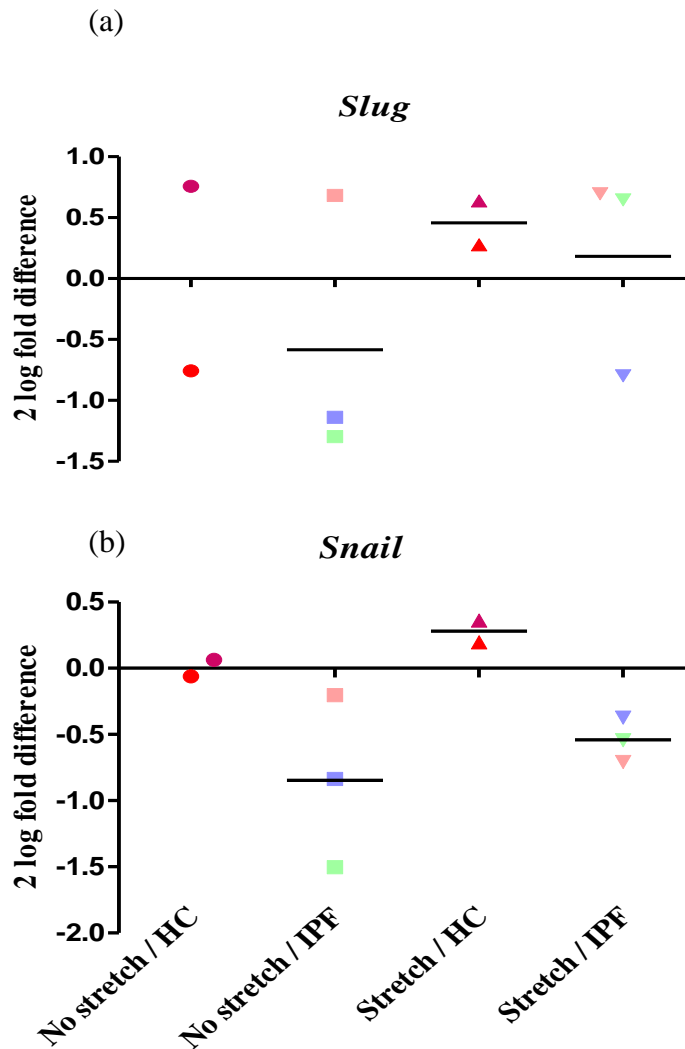 (a)
Slug
1.0
0.5
0.0
-0.5
-1.0
-1.5
2 log fold difference
(b)
Snail
0.5
0.0
-0.5
-1.0
-1.5
-2.0
2 log fold difference
No stretch / HC
No stretch / IPF
Stretch / HC
Stretch / IPF